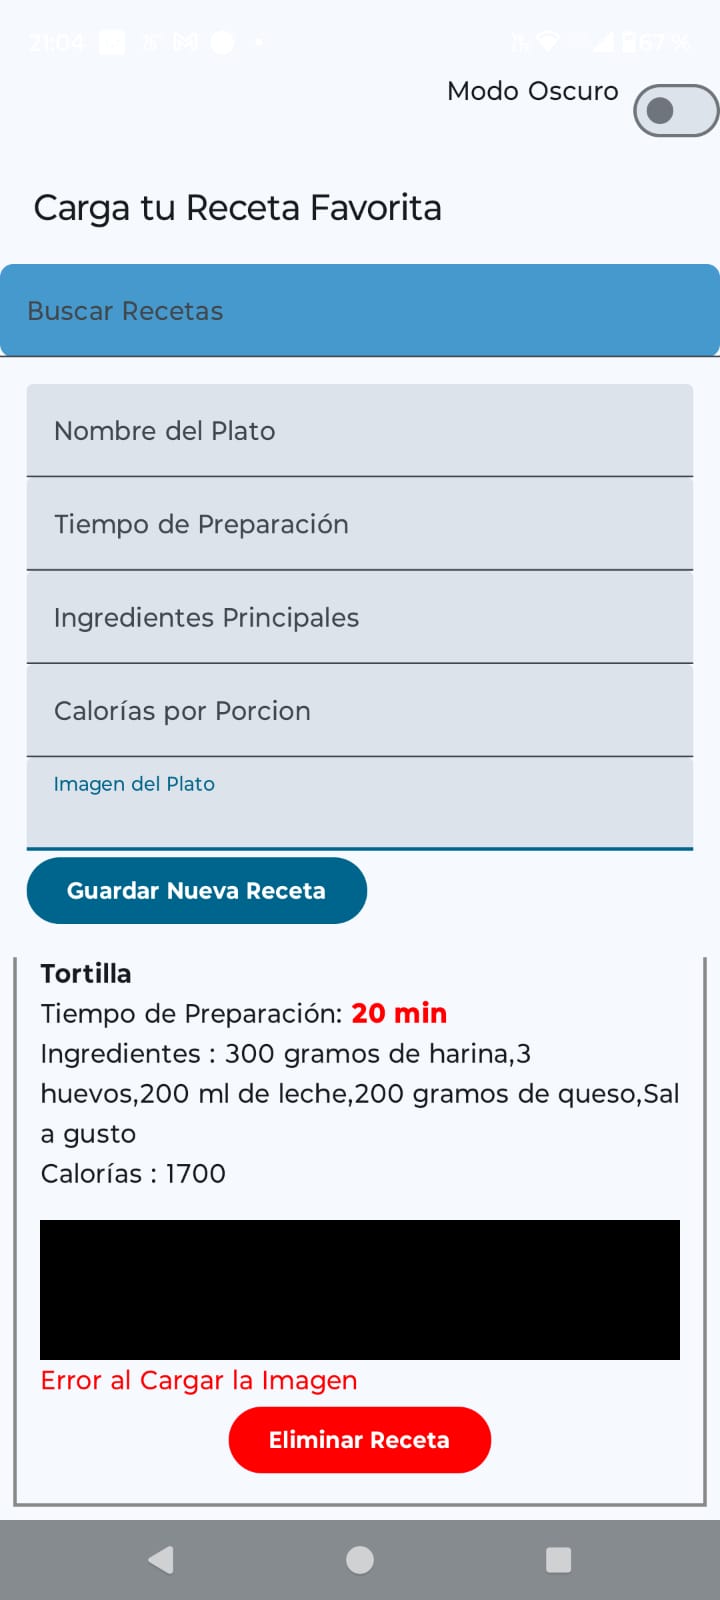 21:04
67 %
Modo Oscuro
Carga tu Receta Favorita
Buscar Recetas
Nombre del Plato
Tiempo de Preparación
Ingredientes Principales
Calorías por Porcion
Imagen del Plato
Guardar Nueva Receta
Tortilla
Tiempo de Preparación: 20 min
Ingredientes : 300 gramos de harina,3
huevos,200 ml de leche,200 gramos de queso,Sal
a gusto
Calorías : 1700
Error al Cargar la Imagen
Eliminar Receta